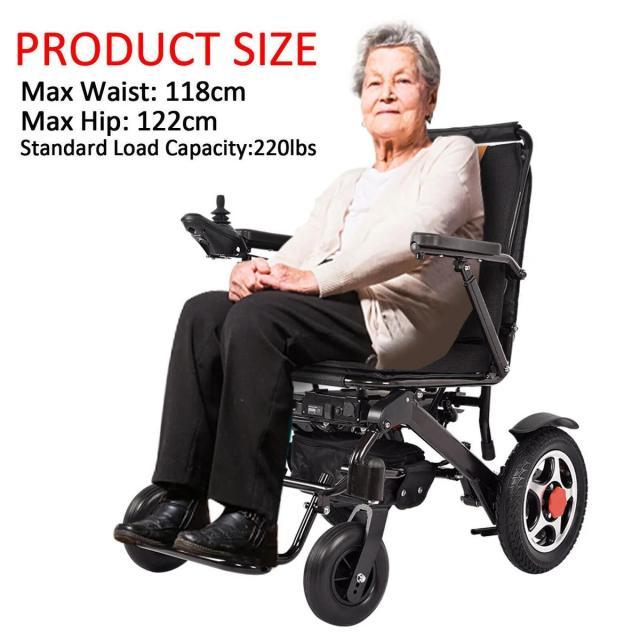 PRODUCT SIZE
Max Waist: 118cm
Max Hip: 122cm
Standard Load Capacity:220lbs